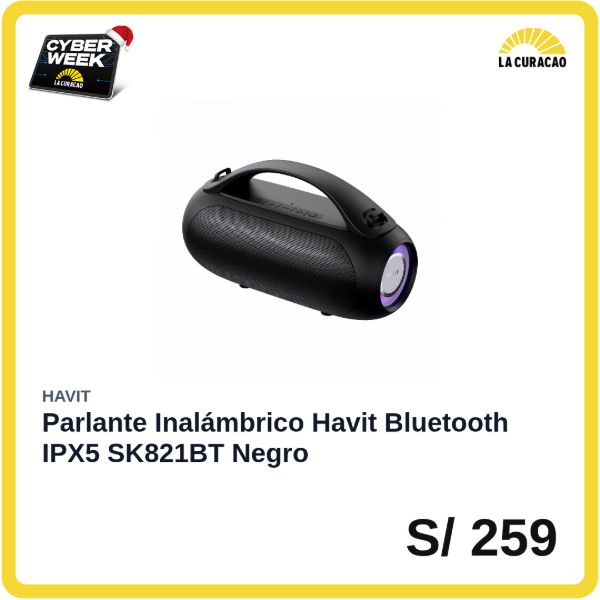 CYBER
WEEK
LA CURACAO
LA CURACAO
HAVIT
Parlante Inalámbrico Havit Bluetooth
IPX5 SK821BT Negro
S/ 259